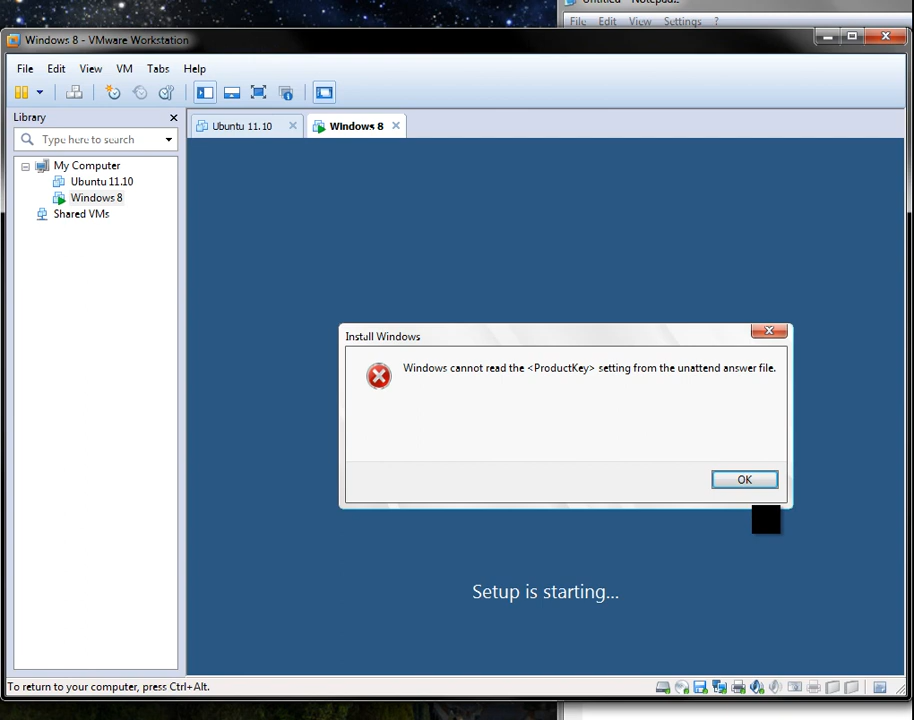 Untitled - Notepad2
File Edit View Settings ?
Windows 8 - VMware Workstation
File Edit View VM Tabs Help
Library
Ubuntu 11.10
Windows 8
Type here to search
My Computer
Ubuntu 11.10
Windows 8
Shared VMs
Install Windows
Windows cannot read the <ProductKey> setting from the unattend answer file.
OK
Setup is starting...
To return to your computer, press Ctrl+Alt.